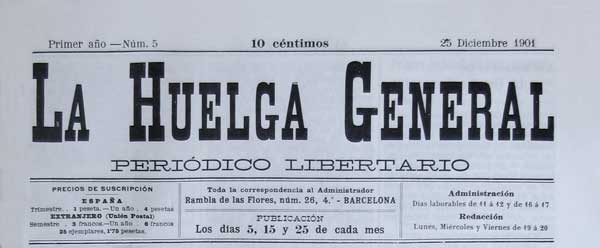 Primer año —Núm. 5 10 céntimos 25 Diciembre 1901
LA HUELGA GENERAL
PERIÓDICO LIBERTARIO
PRECIOS DE SUSCRIPCIÓN
ESPAÑA
Trimestre. . 1 peseta.—Un año . 4 pesetas
EXTRANJERO (Unión Postal)
Semestre . 3 francos.—Un año . 6 francos
25 ejemplares, 1'75 pesetas.
Toda la correspondencia al Administrador
Rambla de las Flores, núm. 26, 4.º - BARCELONA
PUBLICACIÓN
Los días 5, 15 y 25 de cada mes
Administración
Días laborables de 11 á 12 y de 16 á 17
Redacción
Lunes, Miércoles y Viernes de 19 á 20